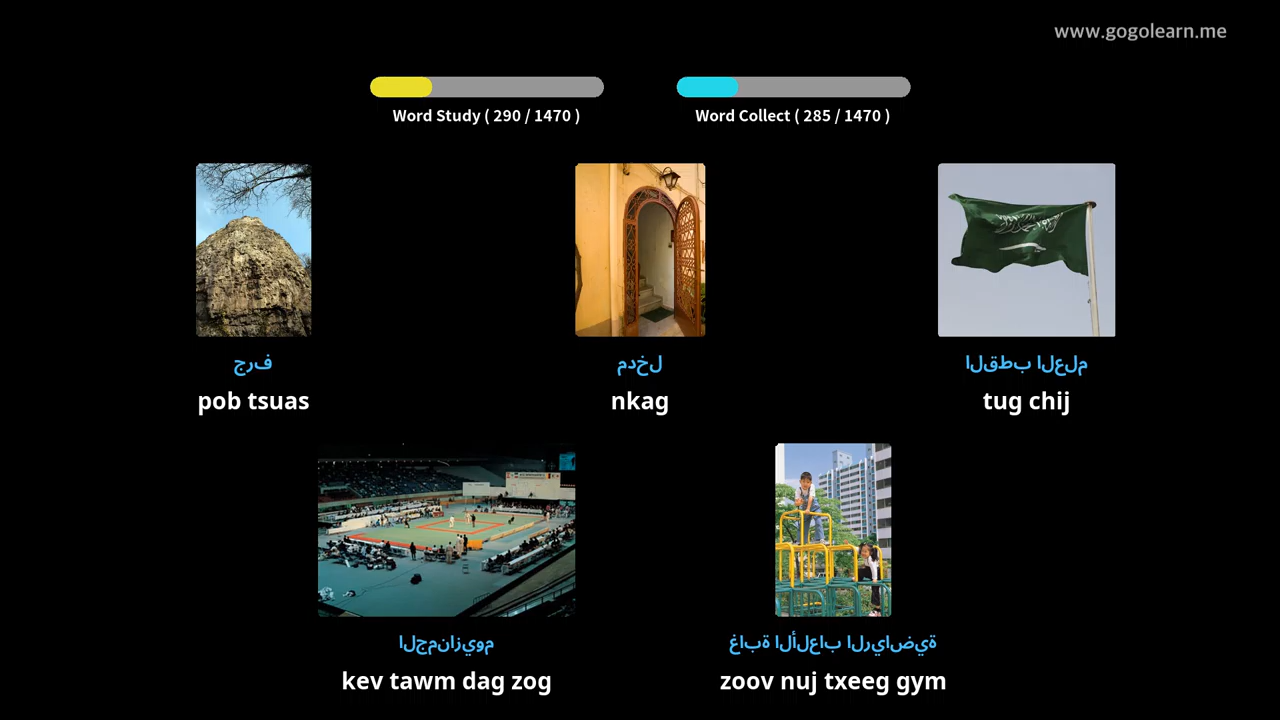 www.gogolearn.me
Word Study ( 290 / 1470 )
Word Collect ( 285 / 1470 )
جرف
مدخل
القطب العلم
pob tsuas
nkag
tug chij
الجمنازيوم
غابة الألعاب الرياضية
kev tawm dag zog
zoov nuj txeeg gym